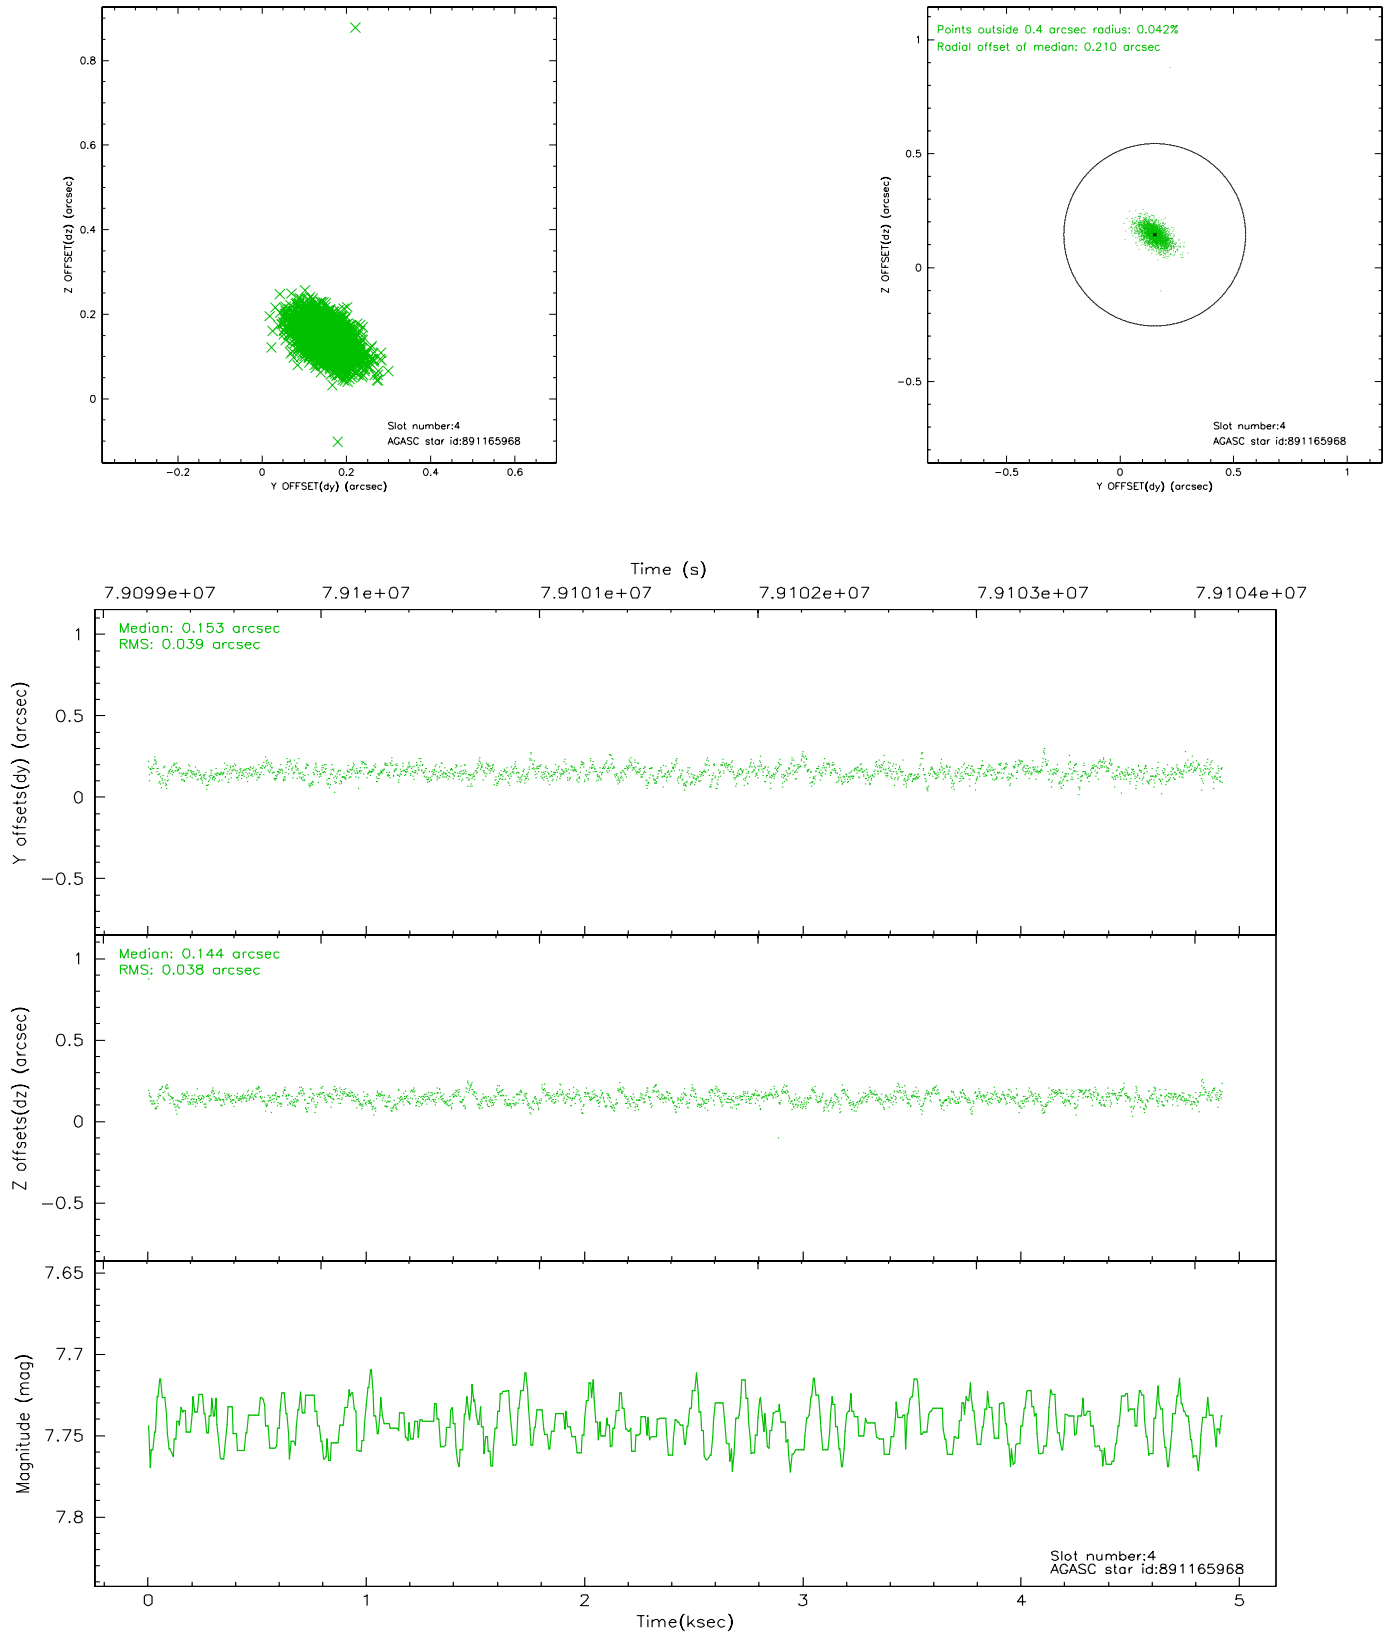 0.8
0.6
0.4
0.2
0
Z OFFSET(dz) (arcsec)
Slot number:4
AGASC star id:891165968
−0.2 0 0.2 0.4 0.6
Y OFFSET(dy) (arcsec)
Points outside 0.4 arcsec radius: 0.042%
Radial offset of median: 0.210 arcsec
1
0.5
0
−0.5
Z OFFSET(dz) (arcsec)
Slot number:4
AGASC star id:891165968
−0.5 0 0.5 1
Y OFFSET(dy) (arcsec)
Time (s)
7.9099e+07 7.91e+07 7.9101e+07 7.9102e+07 7.9103e+07 7.9104e+07
Median: 0.153 arcsec
RMS: 0.039 arcsec
1
0.5
0
−0.5
Y offsets(dy) (arcsec)
Median: 0.144 arcsec
RMS: 0.038 arcsec
1
0.5
0
−0.5
Z offsets(dz) (arcsec)
7.65
7.7
7.75
7.8
Magnitude (mag)
Slot number:4
AGASC star id:891165968
0 1 2 3 4 5
Time(ksec)